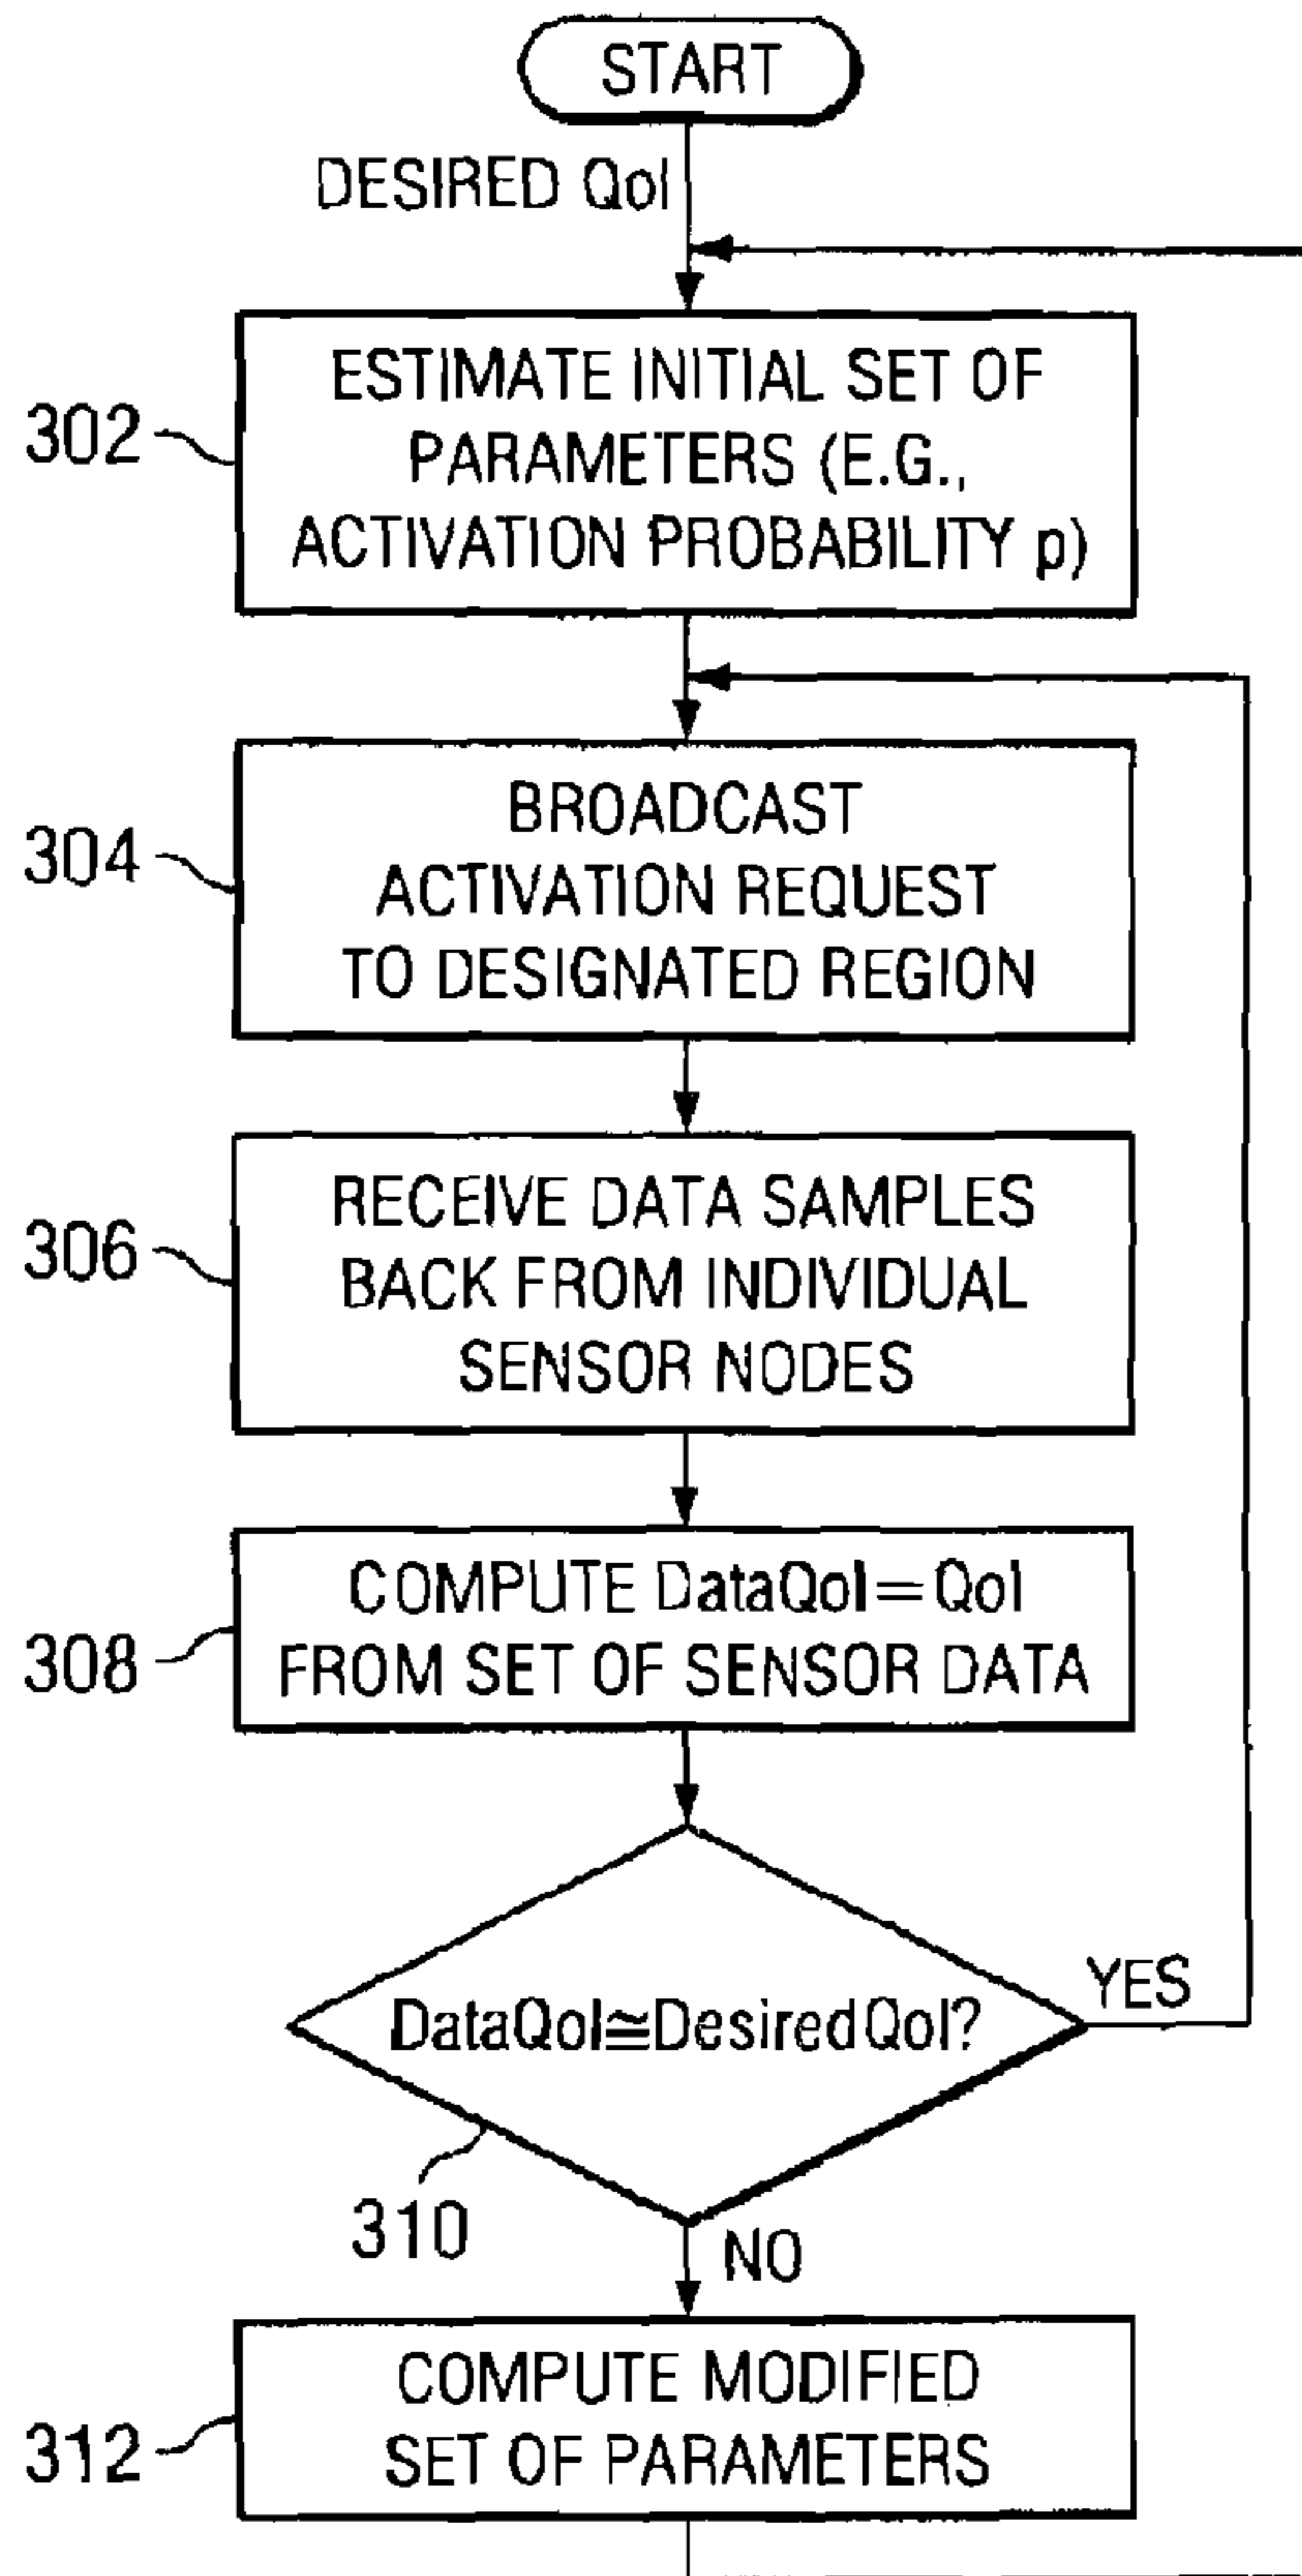 START
DESIRED QoI
302
ESTIMATE INITIAL SET OF
PARAMETERS (E.G.,
ACTIVATION PROBABILITY p)
304
BROADCAST
ACTIVATION REQUEST
TO DESIGNATED REGION
306
RECEIVE DATA SAMPLES
BACK FROM INDIVIDUAL
SENSOR NODES
308
COMPUTE DataQoI=QoI
FROM SET OF SENSOR DATA
DataQoI≅DesiredQoI?
YES
310
NO
312
COMPUTE MODIFIED
SET OF PARAMETERS